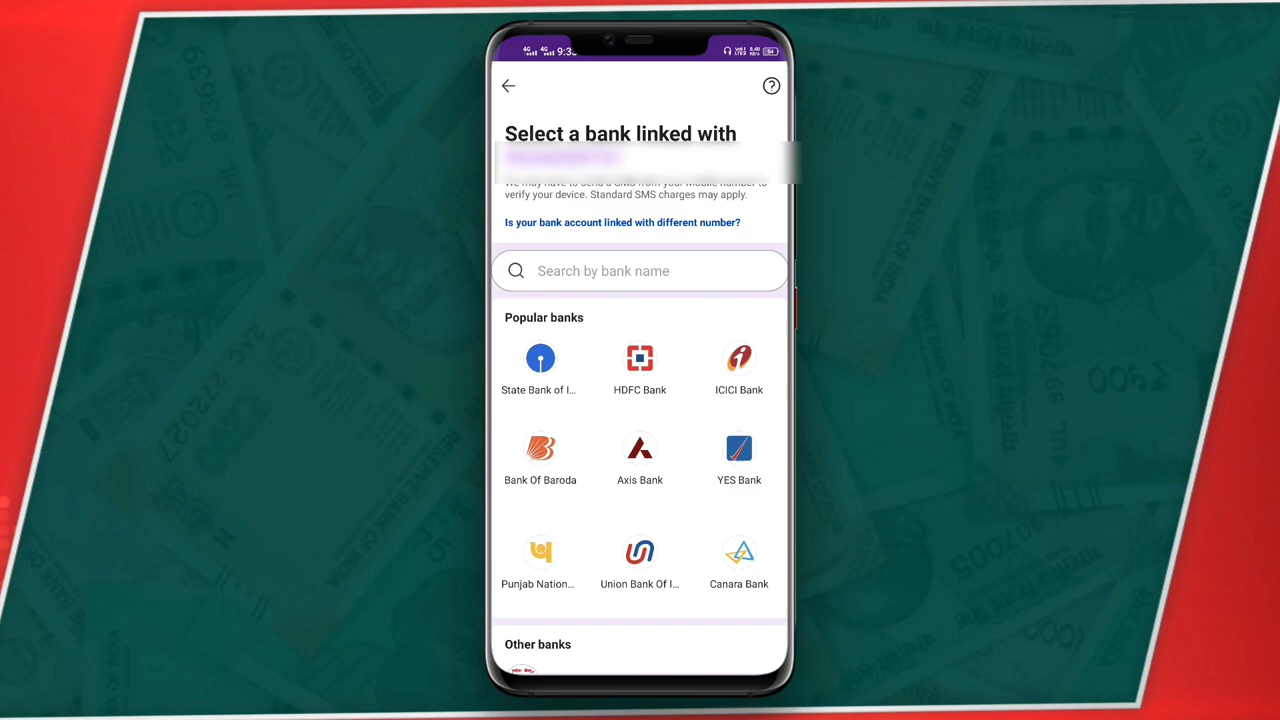 9:33
Select a bank linked with
We may have to send a SMS from your Mobile number to
verify your device. Standard SMS charges may apply.
Is your bank account linked with different number?
Search by bank name
Popular banks
State Bank of I...
HDFC Bank
ICICI Bank
Bank Of Baroda
Axis Bank
YES Bank
Punjab Nation...
Union Bank Of I...
Canara Bank
Other banks